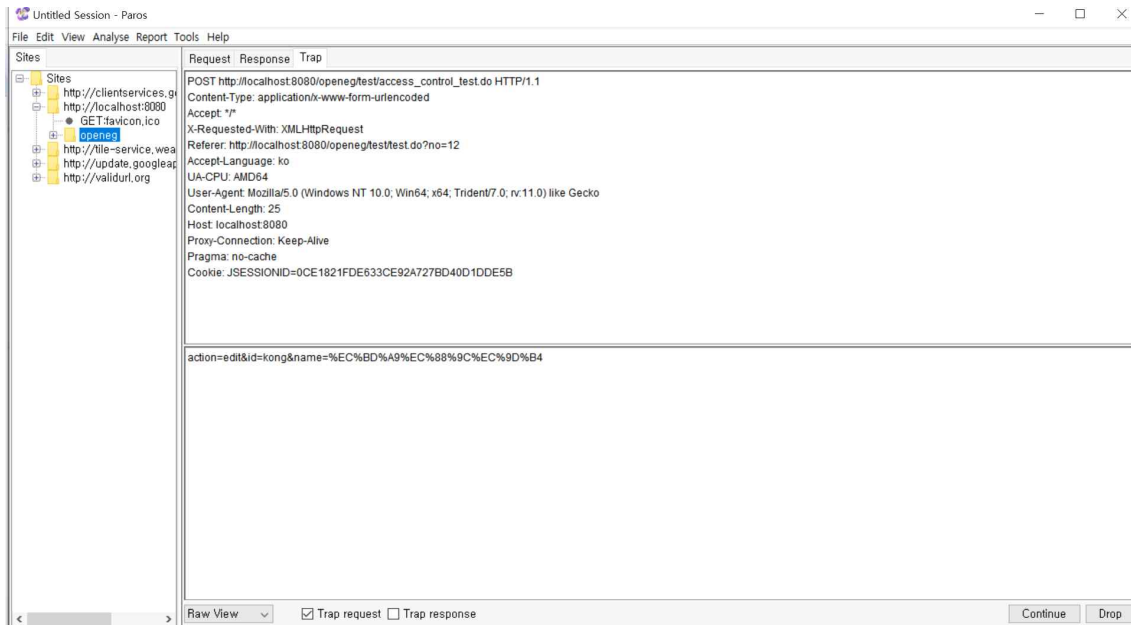 Untitled Session - Paros
File Edit View Analyse Report Tools Help
Sites
Request Response Trap
Sites
http://clientservices.g
http://localhost:8080
GET:favicon.ico
openeg
http://tile-service.wea
http://update.googleap
http://validurl.org
POST http://localhost:8080/openeg/test/access_control_test.do HTTP/1.1
Content-Type: application/x-www-form-urlencoded
Accept: */*
X-Requested-With: XMLHttpRequest
Referer: http://localhost:8080/openeg/test/test.do?no=12
Accept-Language: ko
UA-CPU: AMD64
User-Agent: Mozilla/5.0 (Windows NT 10.0; Win64; x64; Trident/7.0; rv:11.0) like Gecko
Content-Length: 25
Host: localhost:8080
Proxy-Connection: Keep-Alive
Pragma: no-cache
Cookie: JSESSIONID=0CE1821FDE633CE92A727BD40D1DDE5B
action=edit&id=kong&name=%EC%BD%A9%EC%88%9C%EC%9D%B4
Raw View
Trap request
Trap response
Continue
Drop